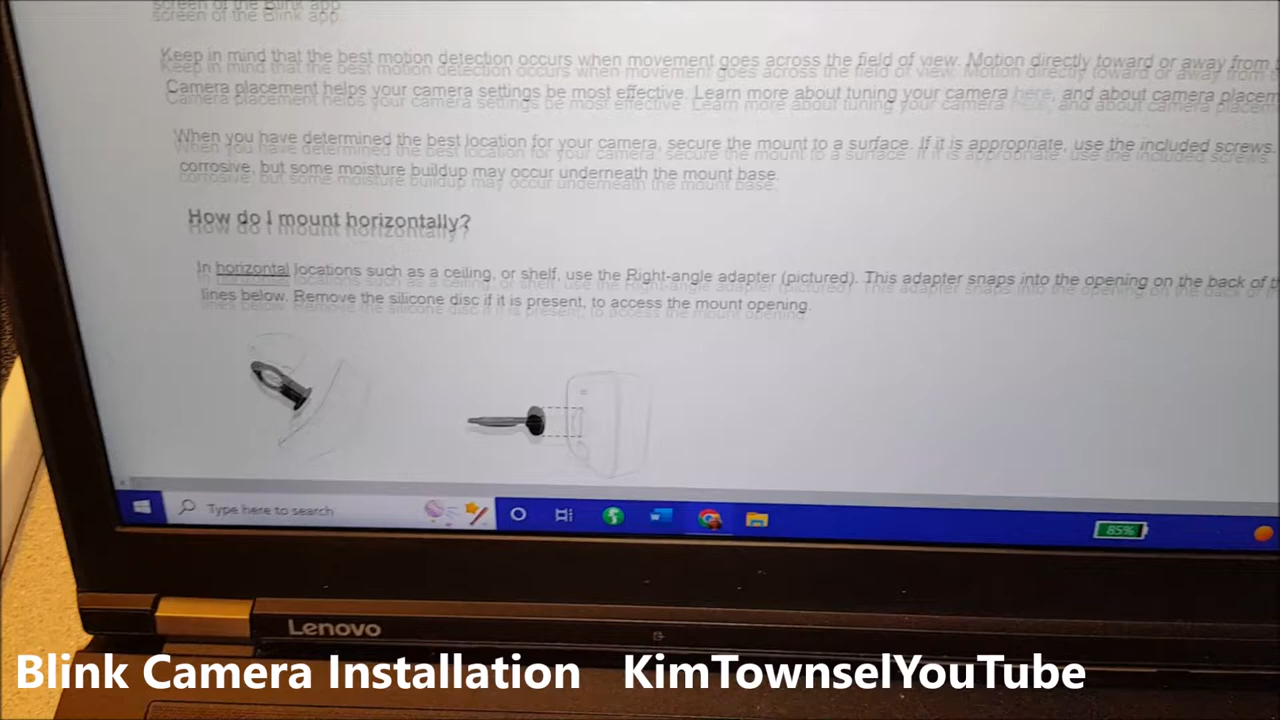 screen of the Blink app
Keep in mind that the best motion detection occurs when movement goes across the field of view. Motion directly toward or away from
Camera placement helps your camera settings be most effective. Learn more about tuning your camera here, and about camera placem
When you have determined the best location for your camera, secure the mount to a surface. If it is appropriate, use the included screws.
corrosive, but some moisture buildup may occur underneath the mount base.
How do I mount horizontally?
In horizontal locations such as a ceiling, or shelf, use the Right-angle adapter (pictured). This adapter snaps into the opening on the back of th
lines below. Remove the silicone disc if it is present, to access the mount opening.
Type here to search
85%
Lenovo
Blink Camera Installation KimTownselYouTube